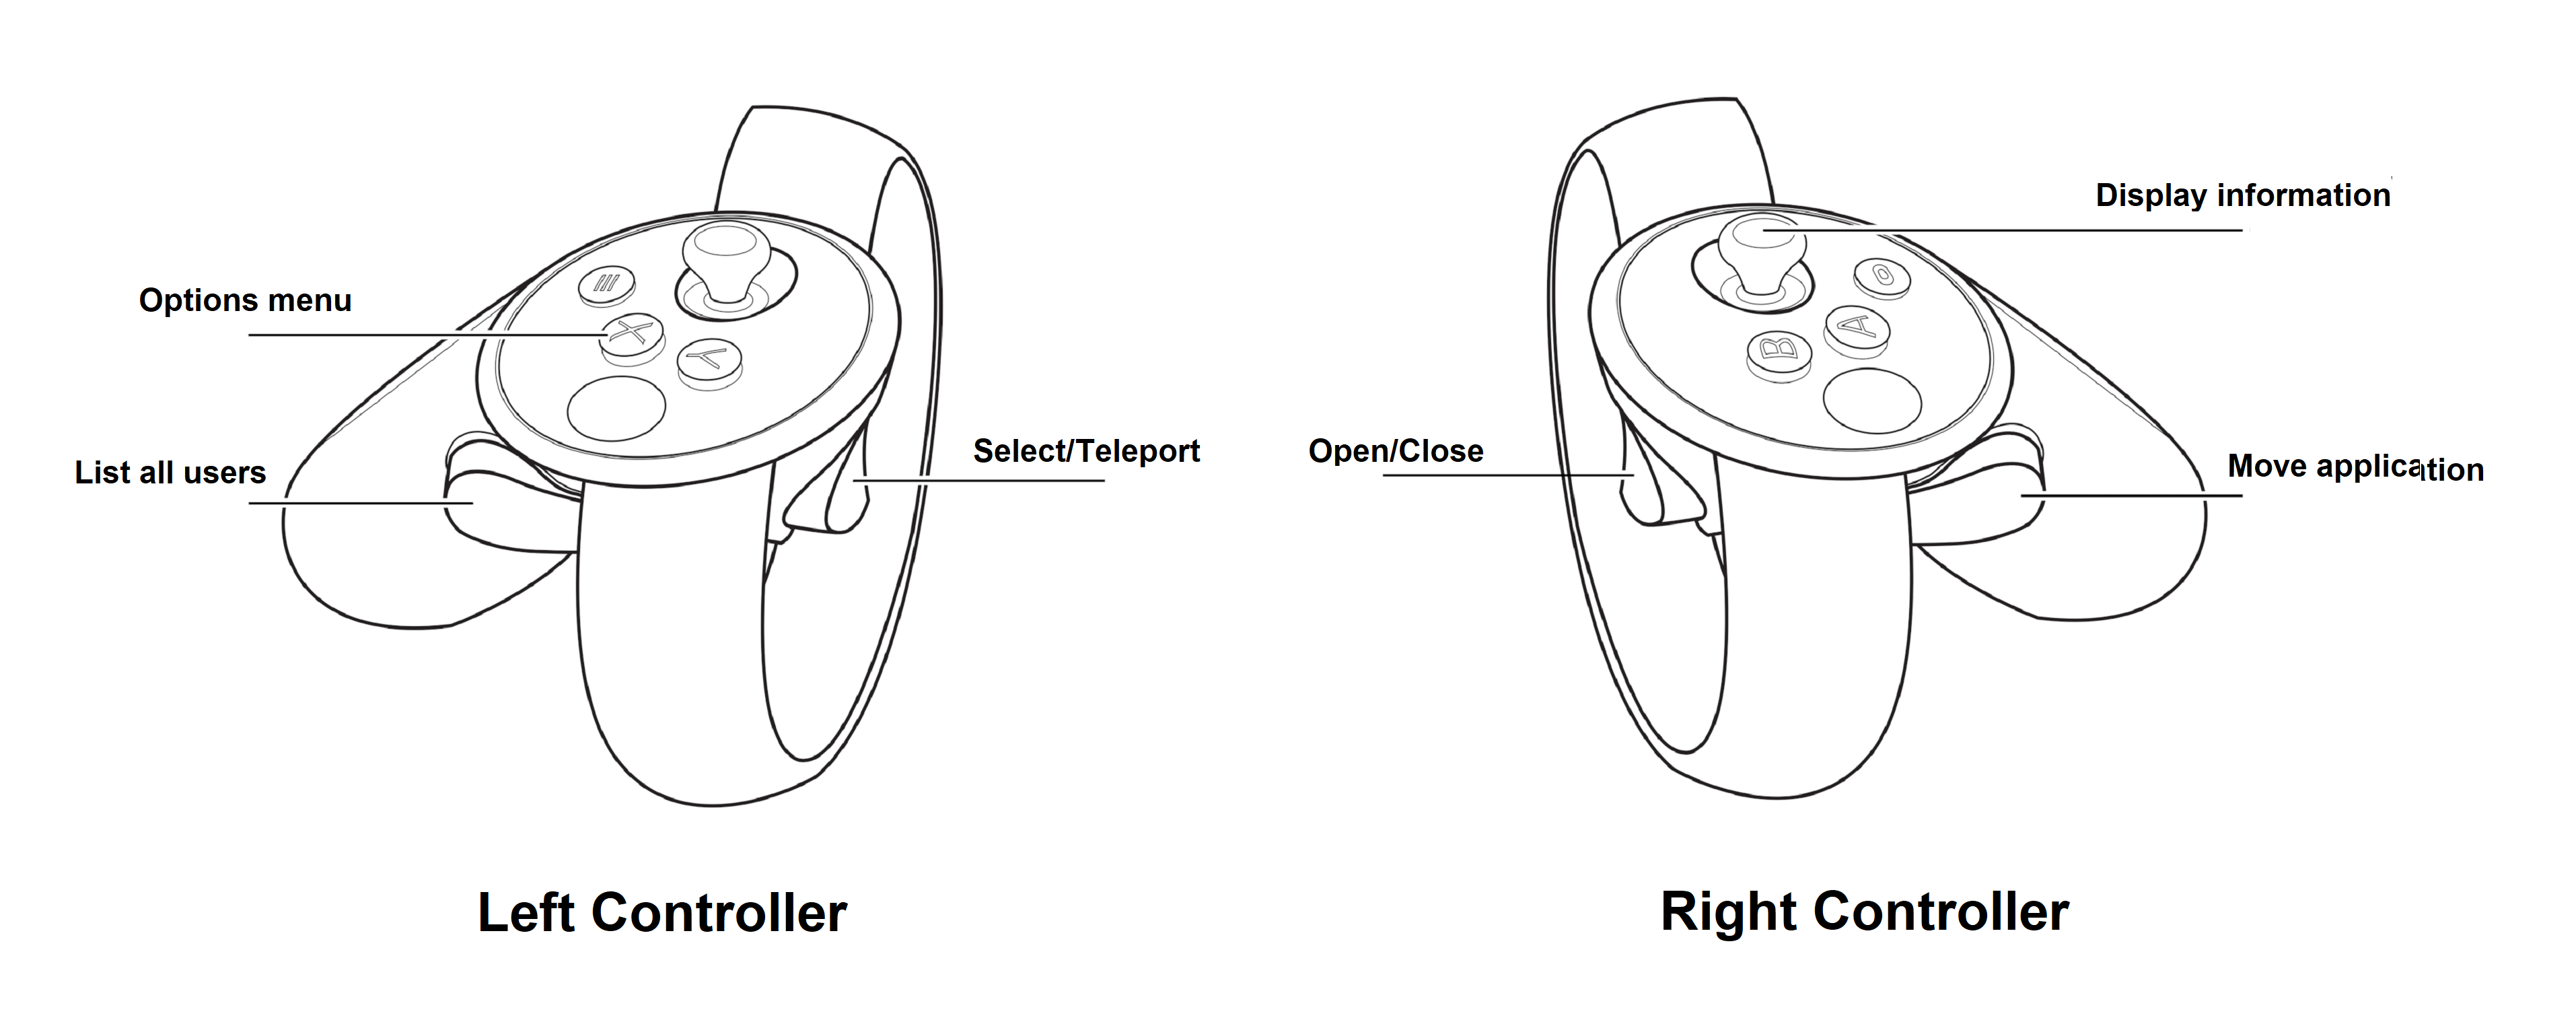 Display information
Options menu
X
Y
O
A
B
List all users
Select/Teleport
Open/Close
Move application
Left Controller
Right Controller